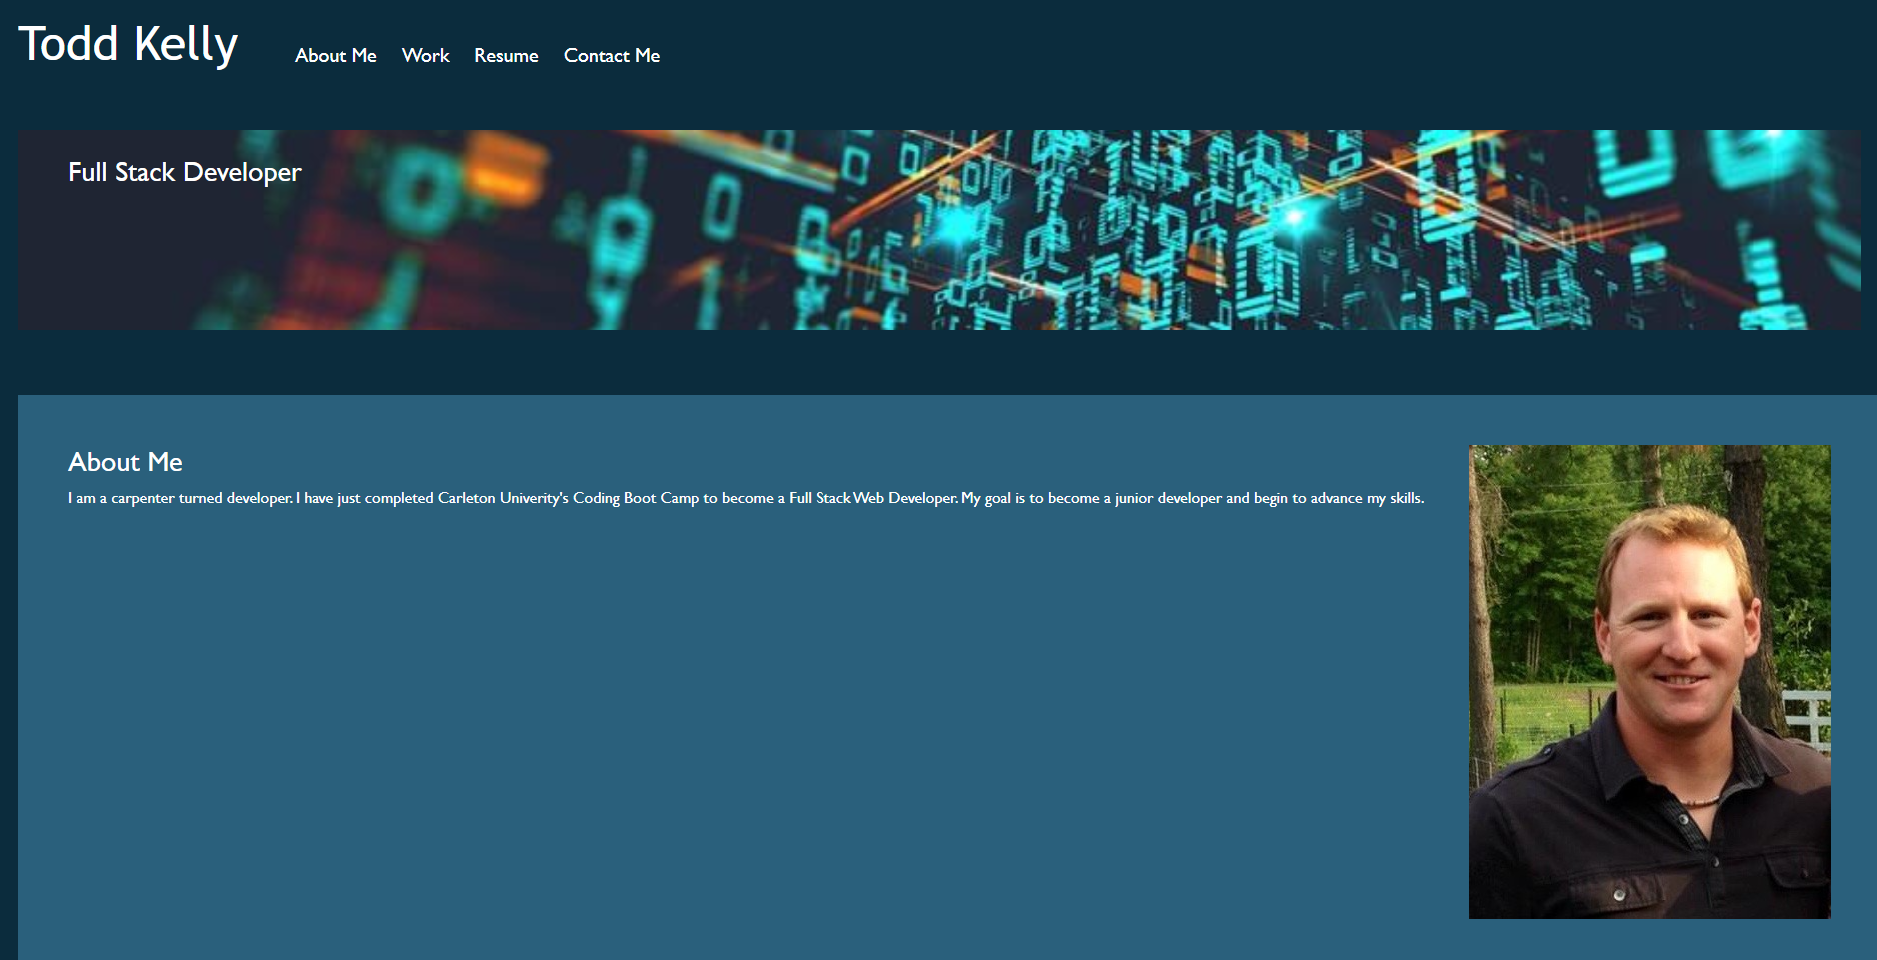 Todd Kelly
About Me Work Resume Contact Me
Full Stack Developer
About Me
I am a carpenter turned developer. I have just completed Carleton Univerity's Coding Boot Camp to become a Full Stack Web Developer. My goal is to become a junior developer and begin to advance my skills.